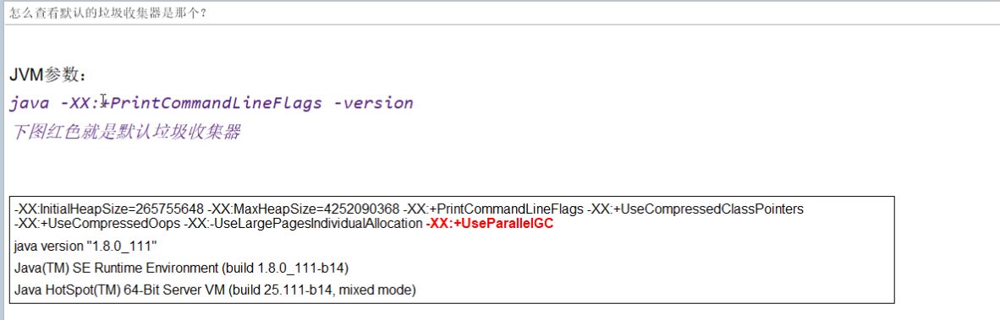 怎么查看默认的垃圾收集器是那个?
JVM参数：
java -XX:+PrintCommandLineFlags -version
下图红色就是默认垃圾收集器
-XX:InitialHeapSize=265755648 -XX:MaxHeapSize=4252090368 -XX:+PrintCommandLineFlags -XX:+UseCompressedClassPointers
-XX:+UseCompressedOops -XX:-UseLargePagesIndividualAllocation -XX:+UseParallelGC
java version "1.8.0_111"
Java(TM) SE Runtime Environment (build 1.8.0_111-b14)
Java HotSpot(TM) 64-Bit Server VM (build 25.111-b14, mixed mode)